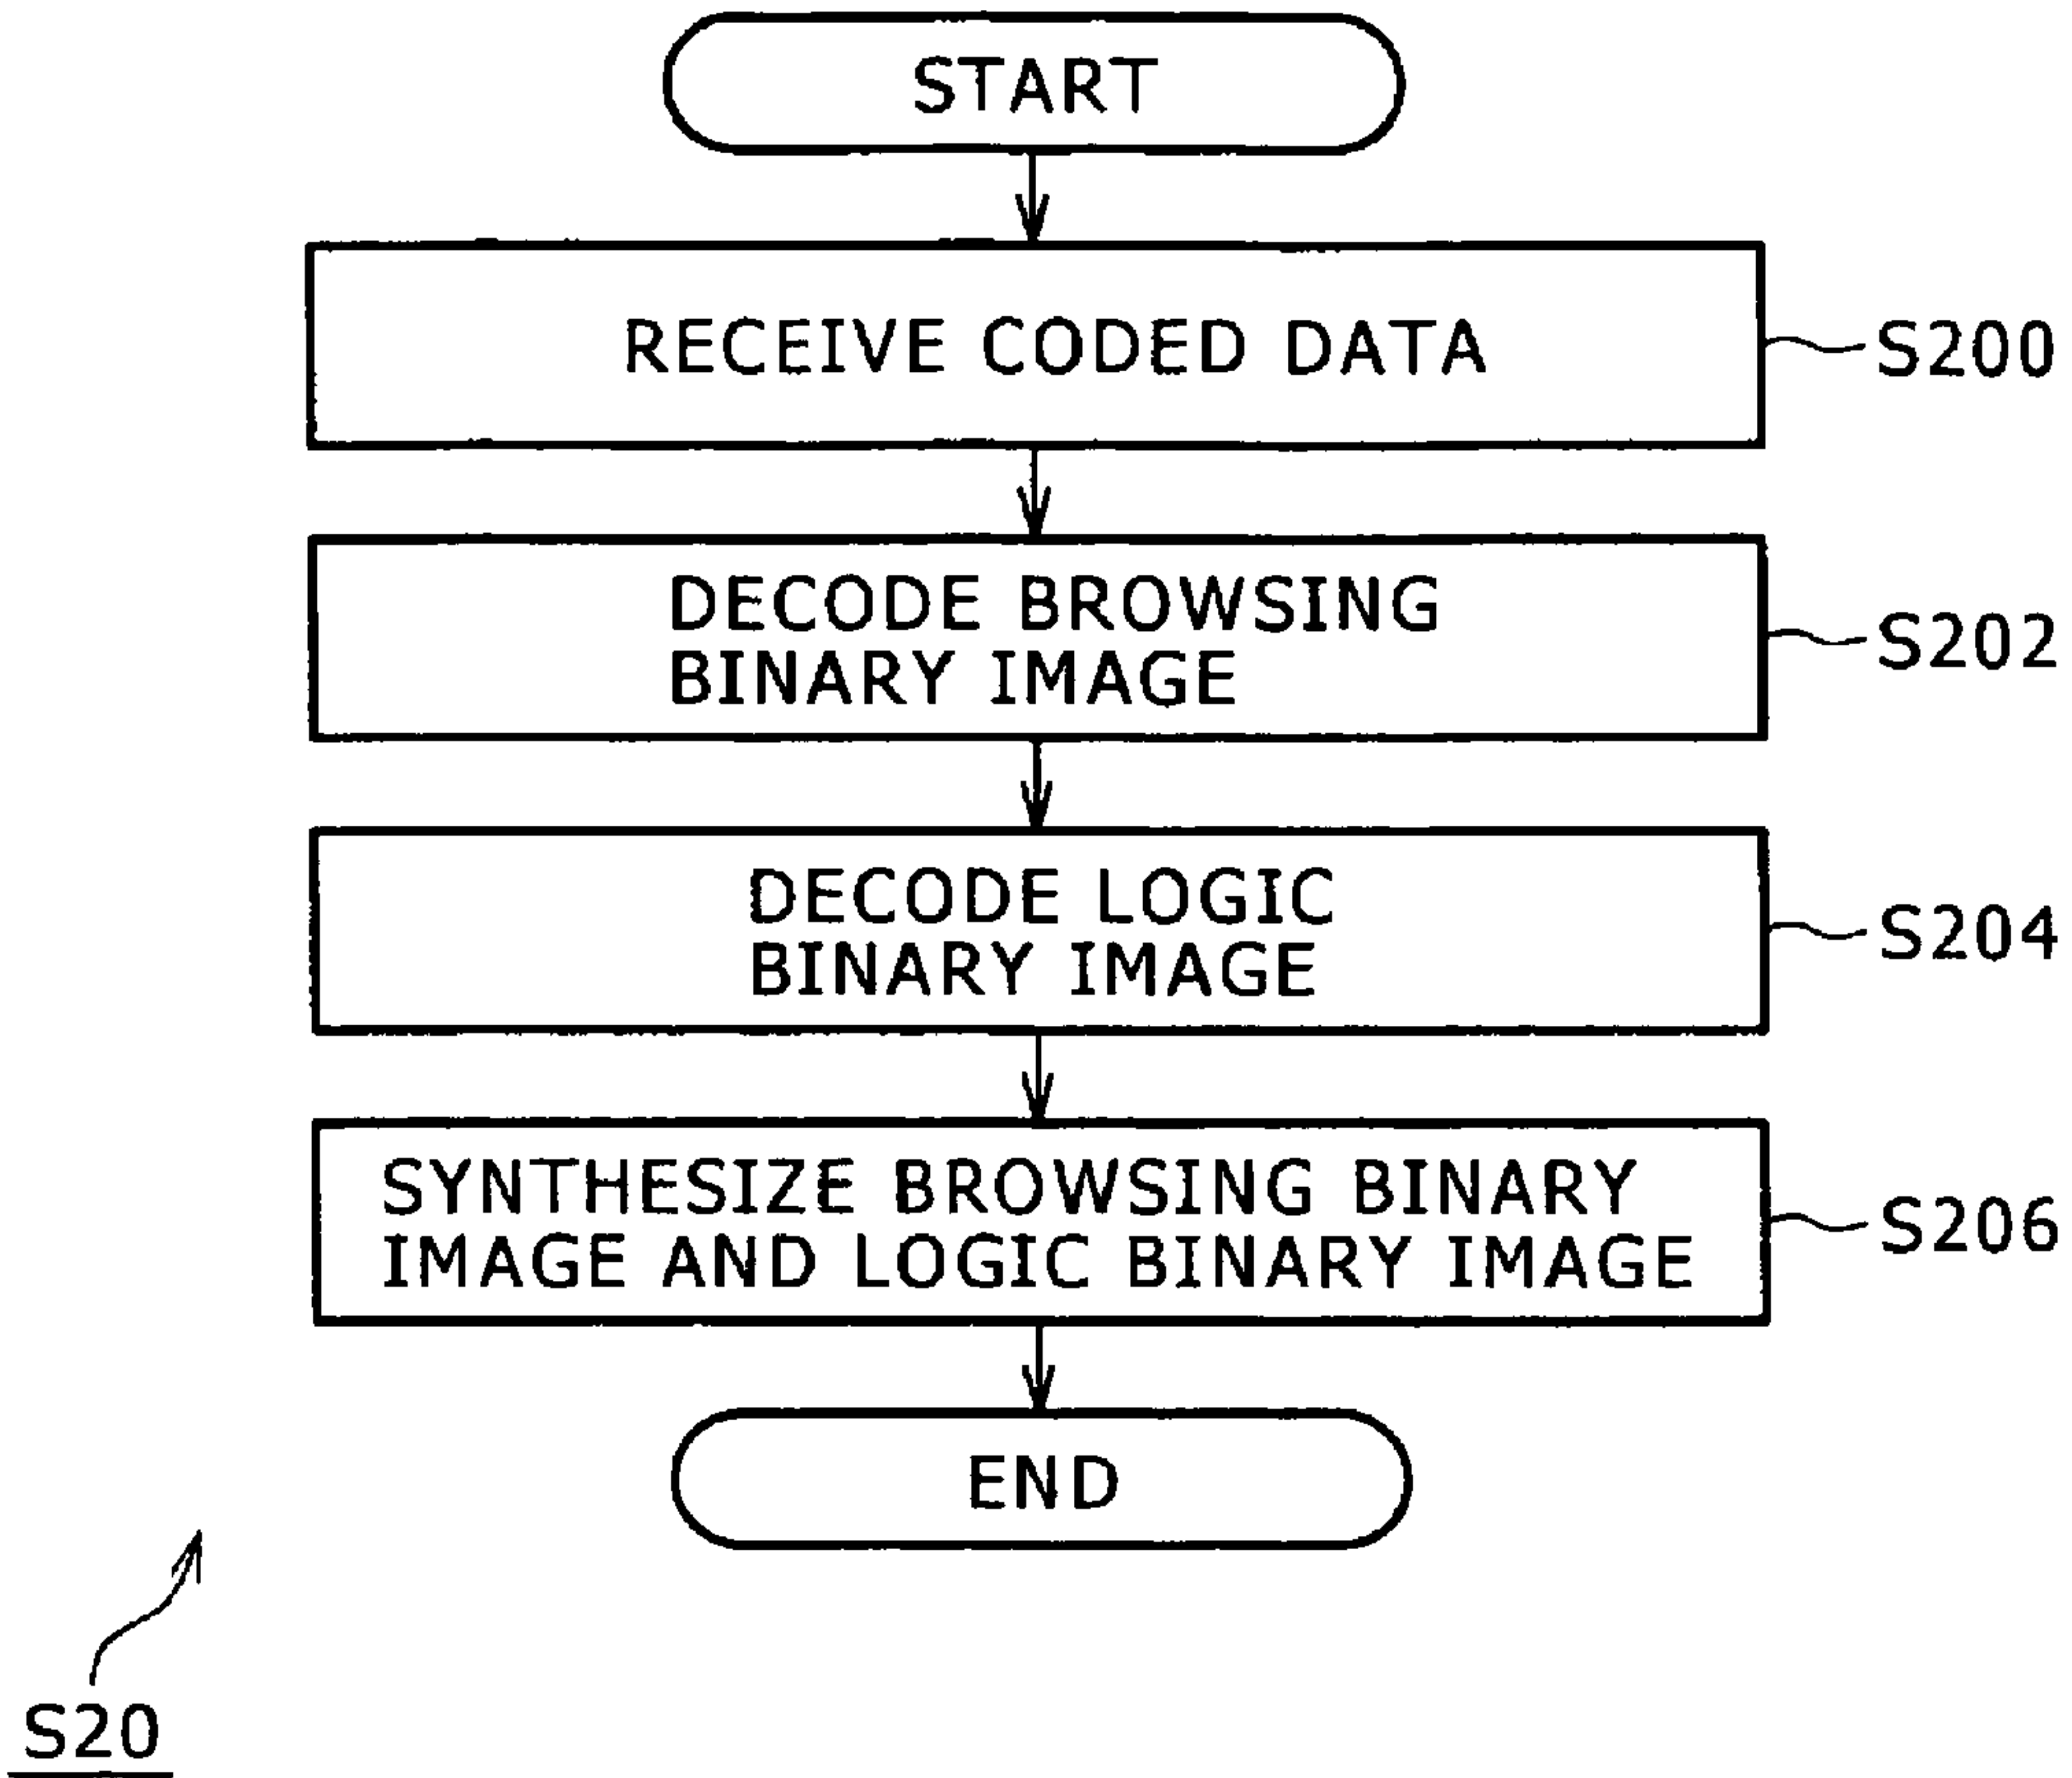 START
RECEIVE CODED DATA
S200
DECODE BROWSING
BINARY IMAGE
S202
DECODE LOGIC
BINARY IMAGE
S204
SYNTHESIZE BROWSING BINARY
IMAGE AND LOGIC BINARY IMAGE
S206
END
S20